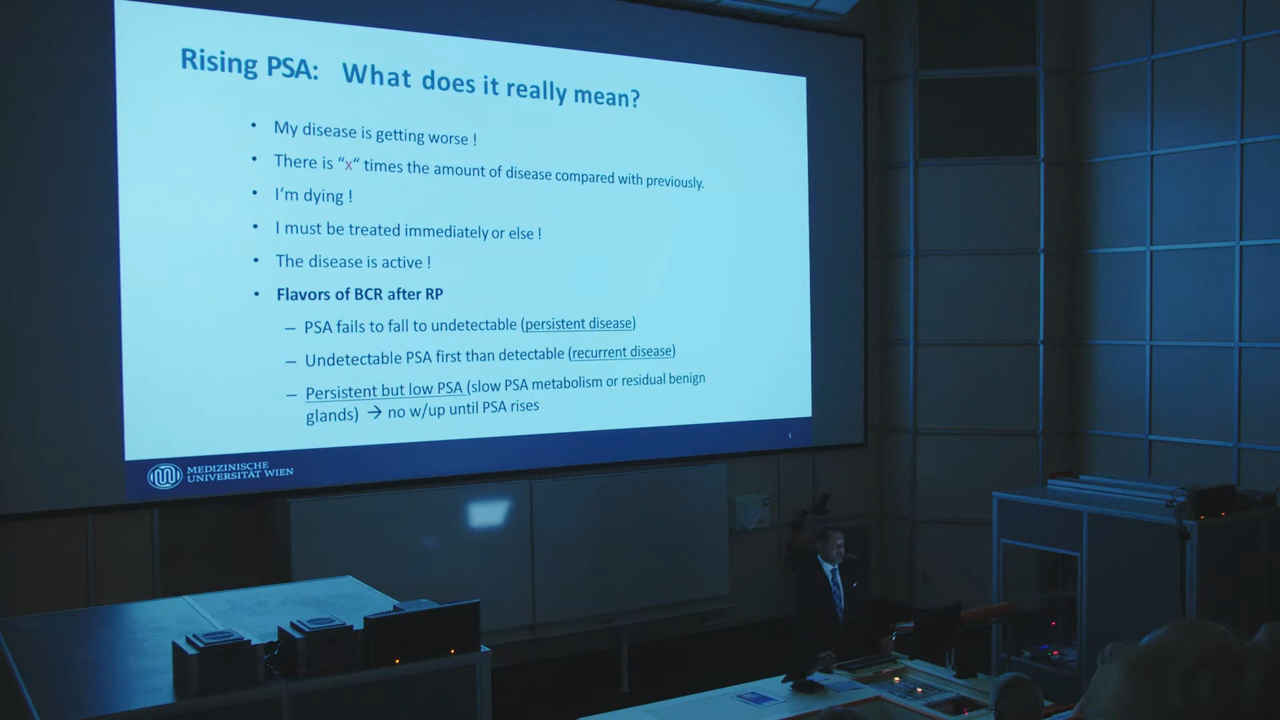 Rising PSA: What does it really mean?
• My disease is getting worse !
• There is “x“ times the amount of disease compared with previously.
• I‘m dying !
• I must be treated immediately or else !
• The disease is active !
• Flavors of BCR after RP
– PSA fails to fall to undetectable (persistent disease)
– Undetectable PSA first than detectable (recurrent disease)
– Persistent but low PSA (slow PSA metabolism or residual benign
glands) → no w/up until PSA rises
MEDIZINISCHE
UNIVERSITÄT WIEN